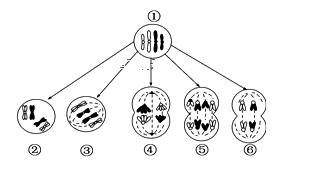 ①
② ③ ④ ⑤ ⑥